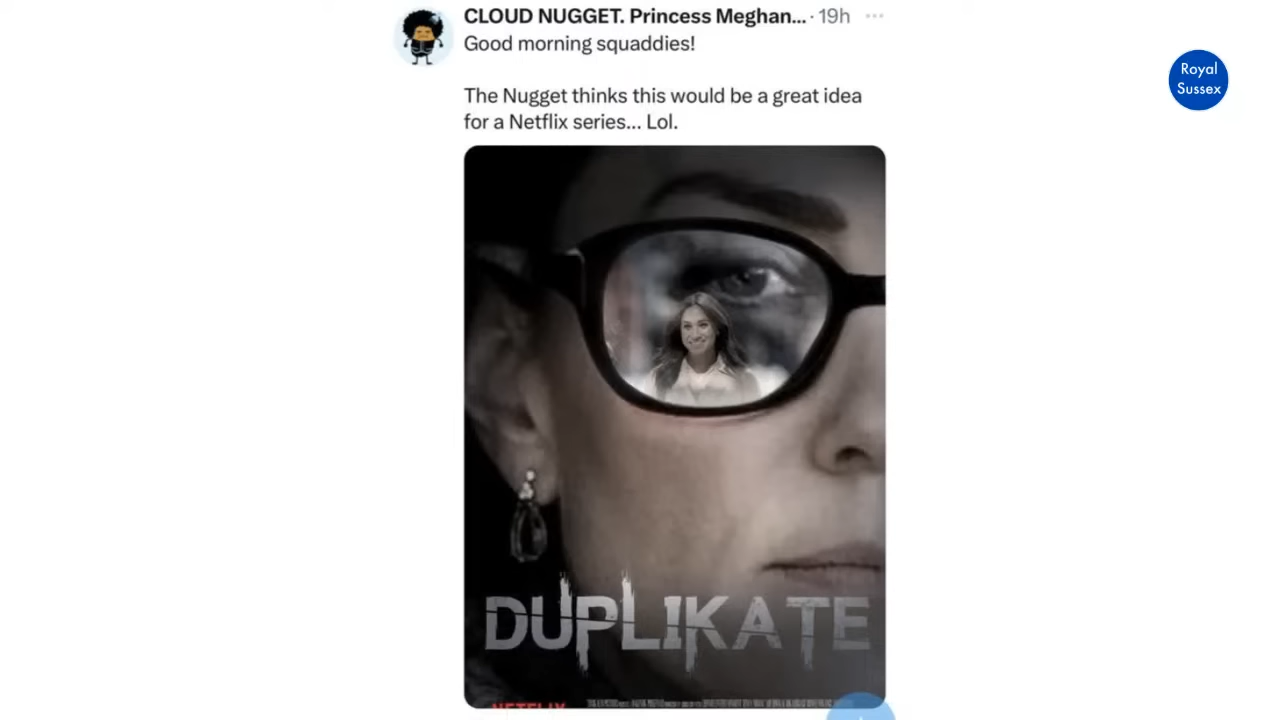 CLOUD NUGGET. Princess Meghan... · 19h
Good morning squaddies!
The Nugget thinks this would be a great idea
for a Netflix series... Lol.
Royal
Sussex
DUPLIKATE
NETFLIX